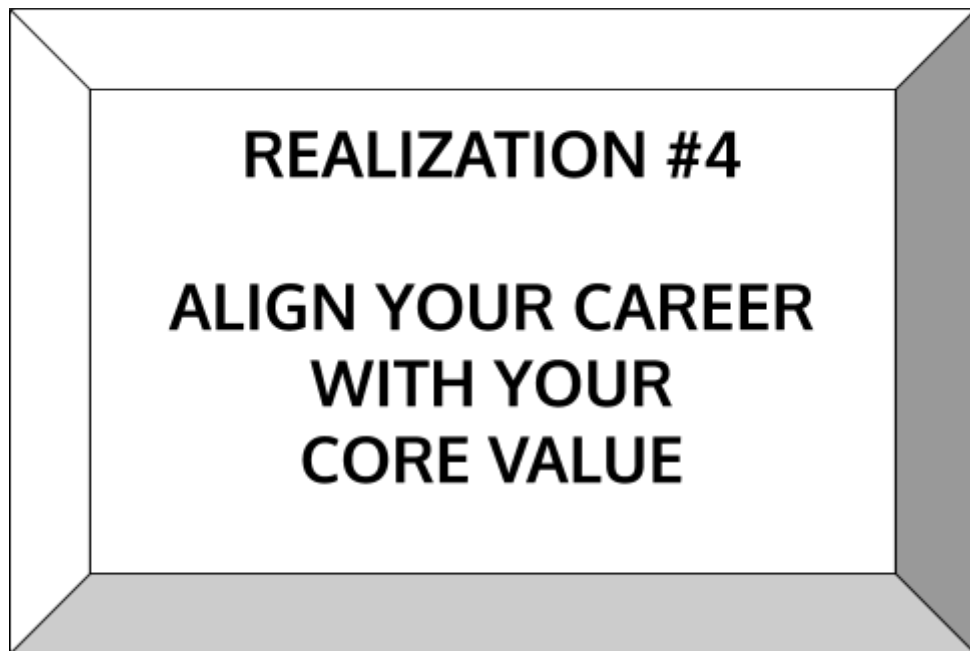 REALIZATION #4
ALIGN YOUR CAREER
WITH YOUR
CORE VALUE